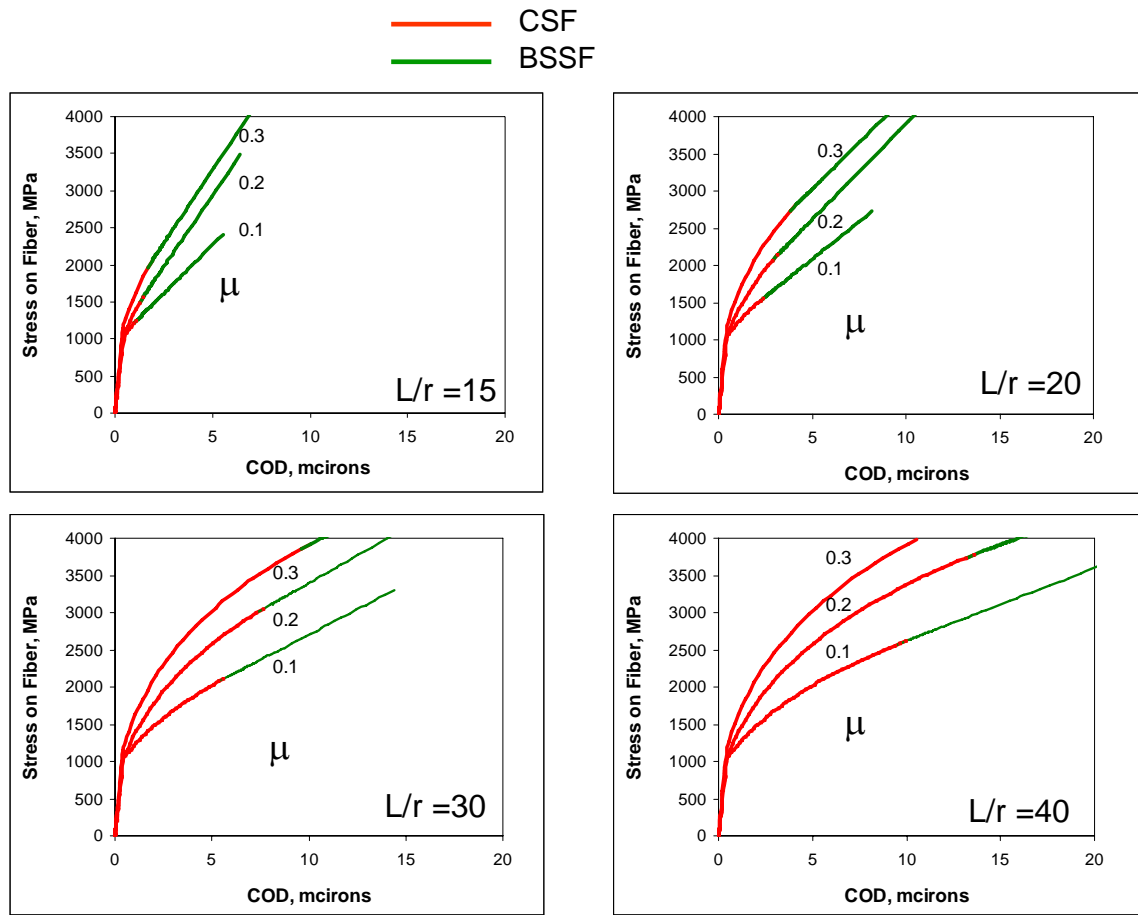 CSF
BSSF
4000
3500
3000
2500
2000
1500
1000
500
0
Stress on Fiber, MPa
0.3
0.2
0.1
μ
L/r =15
0 5 10 15 20
COD, mcirons
4000
3500
3000
2500
2000
1500
1000
500
0
Stress on Fiber, MPa
0.3
0.2
0.1
μ
L/r =20
0 5 10 15 20
COD, mcirons
4000
3500
3000
2500
2000
1500
1000
500
0
Stress on Fiber, MPa
0.3
0.2
0.1
μ
L/r =30
0 5 10 15 20
COD, mcirons
4000
3500
3000
2500
2000
1500
1000
500
0
Stress on Fiber, MPa
0.3
0.2
0.1
μ
L/r =40
0 5 10 15 20
COD, mcirons